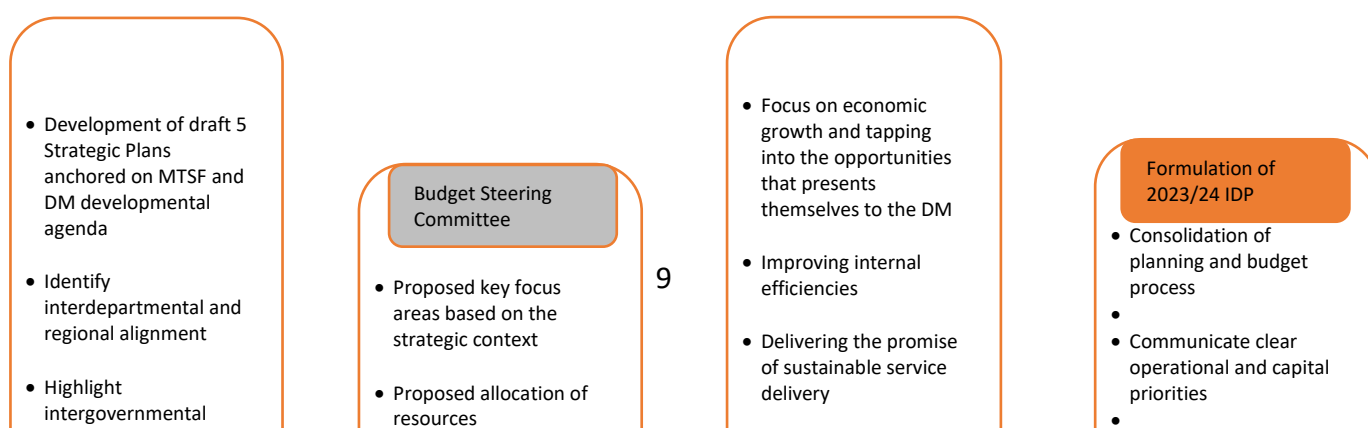 • Development of draft 5
Strategic Plans
anchored on MTSF and
DM developmental
agenda
• Identify
interdepartmental and
regional alignment
• Highlight
intergovernmental
Budget Steering
Committee
• Proposed key focus
areas based on the
strategic context
• Proposed allocation of
resources
9
• Focus on economic
growth and tapping
into the opportunities
that presents
themselves to the DM
• Improving internal
efficiencies
• Delivering the promise
of sustainable service
delivery
Formulation of
2023/24 IDP
• Consolidation of
planning and budget
process
•
• Communicate clear
operational and capital
priorities
•